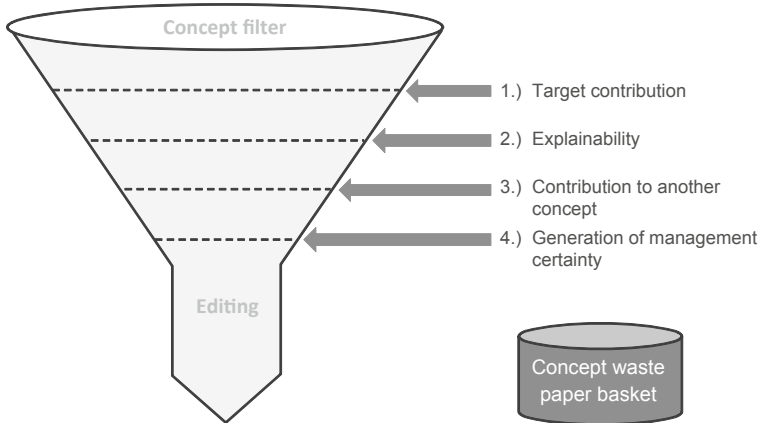 Concept filter
1.) Target contribution
2.) Explainability
3.) Contribution to another
concept
4.) Generation of management
certainty
Editing
Concept waste
paper basket